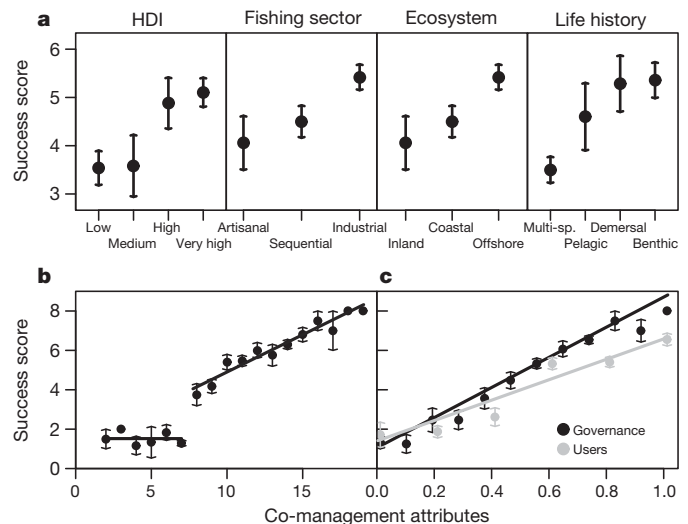 a
HDI
Fishing sector
Ecosystem
Life history
Success score
6
5
4
3
Low
Medium
High
Very high
Artisanal
Sequential
Industrial
Inland
Coastal
Offshore
Multi-sp.
Pelagic
Demersal
Benthic
b
c
Success score
8
6
4
2
0
0 5 10 15
0.0 0.2 0.4 0.6 0.8 1.0
Governance
Users
Co-management attributes